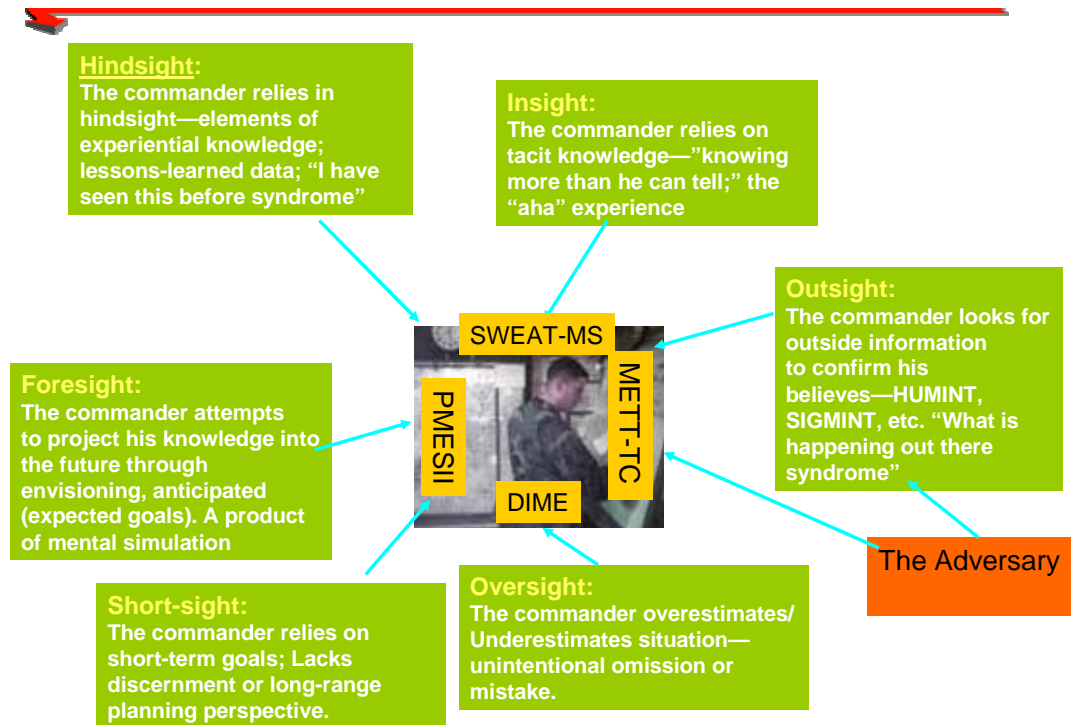 Hindsight:
The commander relies in
hindsight—elements of
experiential knowledge;
lessons-learned data; “I have
seen this before syndrome”
Insight:
The commander relies on
tacit knowledge—”knowing
more than he can tell;” the
“aha” experience
Outsight:
The commander looks for
outside information
to confirm his
believes—HUMINT,
SIGMINT, etc. “What is
happening out there
syndrome”
SWEAT-MS
METT-TC
PMESII
DIME
Foresight:
The commander attempts
to project his knowledge into
the future through
envisioning, anticipated
(expected goals). A product
of mental simulation
The Adversary
Short-sight:
The commander relies on
short-term goals; Lacks
discernment or long-range
planning perspective.
Oversight:
The commander overestimates/
Underestimates situation—
unintentional omission or
mistake.